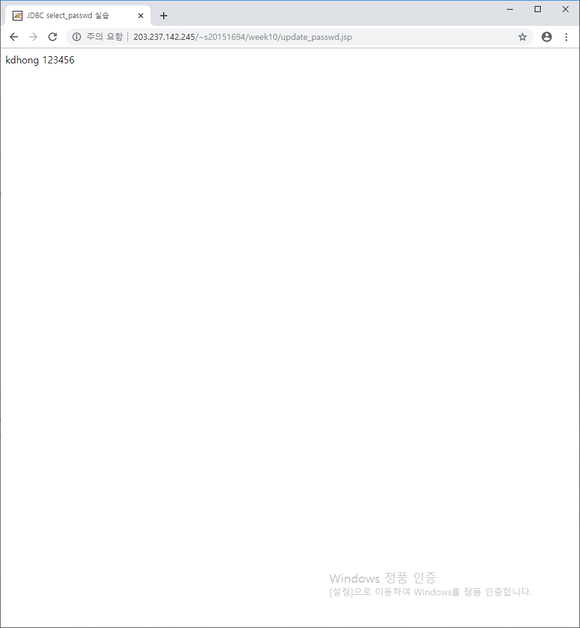 JDBC select_passwd 실습
주의 요함 | 203.237.142.245/~s20151694/week10/update_passwd.jsp
kdhong 123456
Windows 정품 인증
[설정]으로 이동하여 Windows를 정품 인증합니다.